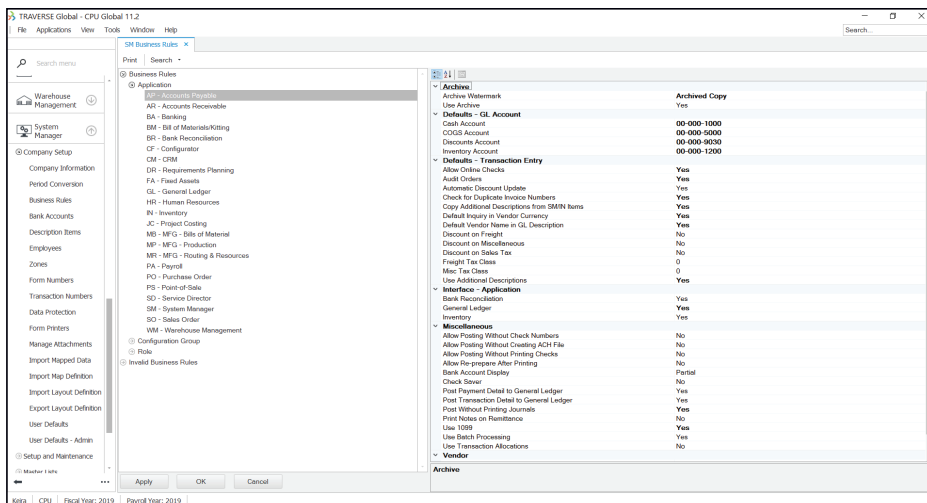 TRAVERSE Global - CPU Global 11.2
File Applications View Tools Window Help
Search...
SM Business Rules ×
Search menu
Print Search
Warehouse
Management
System
Manager
Company Setup
Company Information
Period Conversion
Business Rules
Bank Accounts
Description Items
Employees
Zones
Form Numbers
Transaction Numbers
Data Protection
Form Printers
Manage Attachments
Import Mapped Data
Import Map Definition
Import Layout Definition
Export Layout Definition
User Defaults
User Defaults - Admin
Setup and Maintenance
Master Lists
Business Rules
Application
AP - Accounts Payable
AR - Accounts Receivable
BA - Banking
BM - Bill of Materials/Kitting
BR - Bank Reconciliation
CF - Configurator
CM - CRM
DR - Requirements Planning
FA - Fixed Assets
GL - General Ledger
HR - Human Resources
IN - Inventory
JC - Project Costing
MB - MFG - Bills of Material
MP - MFG - Production
MR - MFG - Routing & Resources
PA - Payroll
PO - Purchase Order
PS - Point-of-Sale
SD - Service Director
SM - System Manager
SO - Sales Order
WM - Warehouse Management
Configuration Group
Role
Invalid Business Rules
Archive
Archive Watermark Archived Copy
Use Archive Yes
Defaults - GL Account
Cash Account 00-000-1000
COGS Account 00-000-5000
Discounts Account 00-000-9030
Inventory Account 00-000-1200
Defaults - Transaction Entry
Allow Online Checks Yes
Audit Orders Yes
Automatic Discount Update Yes
Check for Duplicate Invoice Numbers Yes
Copy Additional Descriptions from SM/IN Items Yes
Default Inquiry in Vendor Currency Yes
Default Vendor Name in GL Description Yes
Discount on Freight No
Discount on Miscellaneous No
Discount on Sales Tax No
Freight Tax Class 0
Misc Tax Class 0
Use Additional Descriptions Yes
Interface - Application
Bank Reconciliation Yes
General Ledger Yes
Inventory Yes
Miscellaneous
Allow Posting Without Check Numbers No
Allow Posting Without Creating ACH File No
Allow Posting Without Printing Checks No
Allow Re-prepare After Printing No
Bank Account Display Partial
Check Saver No
Post Payment Detail to General Ledger Yes
Post Transaction Detail to General Ledger Yes
Post Without Printing Journals Yes
Print Notes on Remittance No
Use 1099 Yes
Use Batch Processing Yes
Use Transaction Allocations No
Vendor
Archive
Apply OK Cancel
Keira CPU Fiscal Year: 2019 Payroll Year: 2019